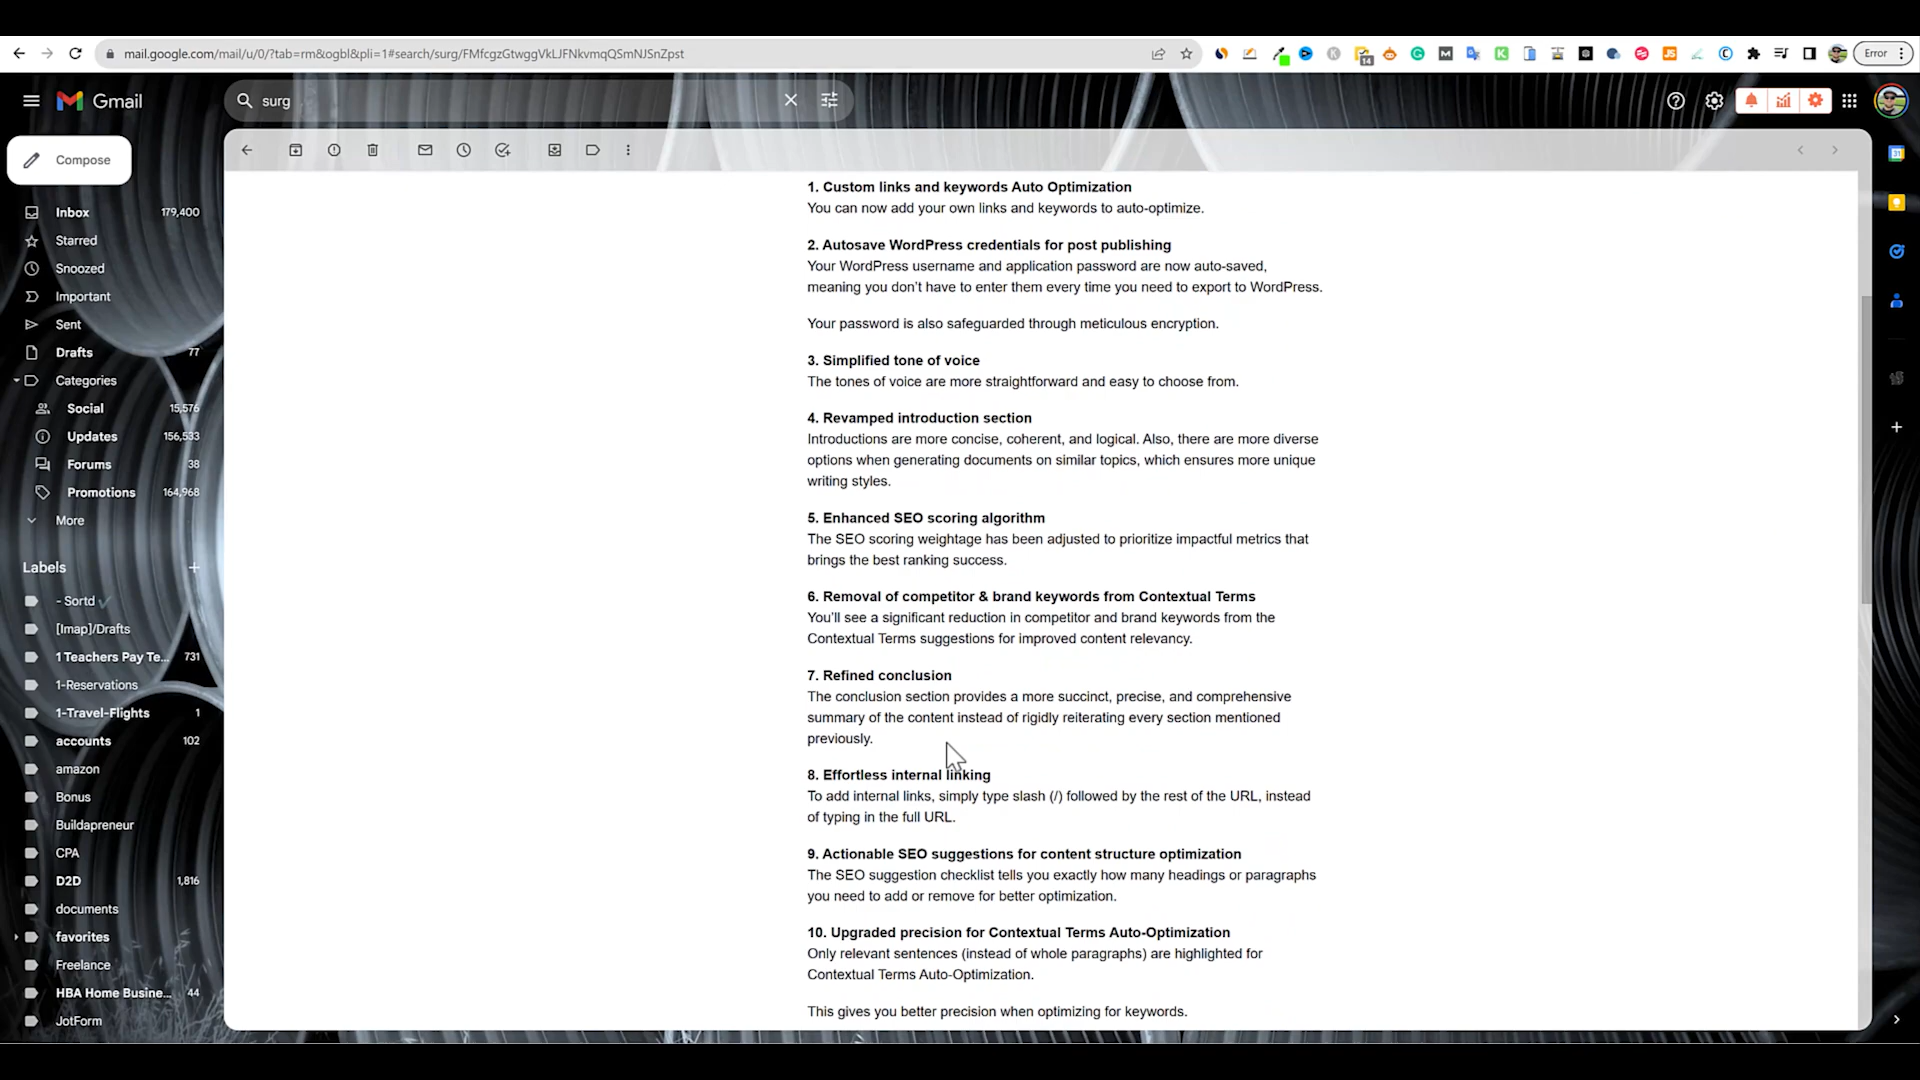 mail.google.com/mail/u/0/?tab=rm&ogbl&pli=1#search/surg/FMfcgzGtwggVkLJFNkvmqQSmNJSnZpst
14
Error
Gmail
surg
Compose
Inbox 179,400
Starred
Snoozed
Important
Sent
Drafts 77
Categories
Social 15,576
Updates 156,533
Forums 38
Promotions 164,968
More
Labels
- Sortd
[Imap]/Drafts
1 Teachers Pay Te... 731
1-Reservations
1-Travel-Flights 1
accounts 102
amazon
Bonus
Buildapreneur
CPA
D2D 1,816
documents
favorites
Freelance
HBA Home Busine... 44
JotForm
1. Custom links and keywords Auto Optimization
You can now add your own links and keywords to auto-optimize.
2. Autosave WordPress credentials for post publishing
Your WordPress username and application password are now auto-saved,
meaning you don’t have to enter them every time you need to export to WordPress.
Your password is also safeguarded through meticulous encryption.
3. Simplified tone of voice
The tones of voice are more straightforward and easy to choose from.
4. Revamped introduction section
Introductions are more concise, coherent, and logical. Also, there are more diverse
options when generating documents on similar topics, which ensures more unique
writing styles.
5. Enhanced SEO scoring algorithm
The SEO scoring weightage has been adjusted to prioritize impactful metrics that
brings the best ranking success.
6. Removal of competitor & brand keywords from Contextual Terms
You’ll see a significant reduction in competitor and brand keywords from the
Contextual Terms suggestions for improved content relevancy.
7. Refined conclusion
The conclusion section provides a more succinct, precise, and comprehensive
summary of the content instead of rigidly reiterating every section mentioned
previously.
8. Effortless internal linking
To add internal links, simply type slash (/) followed by the rest of the URL, instead
of typing in the full URL.
9. Actionable SEO suggestions for content structure optimization
The SEO suggestion checklist tells you exactly how many headings or paragraphs
you need to add or remove for better optimization.
10. Upgraded precision for Contextual Terms Auto-Optimization
Only relevant sentences (instead of whole paragraphs) are highlighted for
Contextual Terms Auto-Optimization.
This gives you better precision when optimizing for keywords.